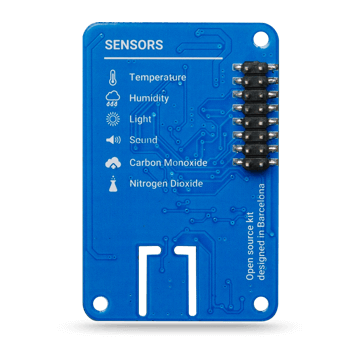 SENSORS
Temperature
Humidity
Light
Sound
Carbon Monoxide
Nitrogen Dioxide
Open source kit
designed in Barcelona